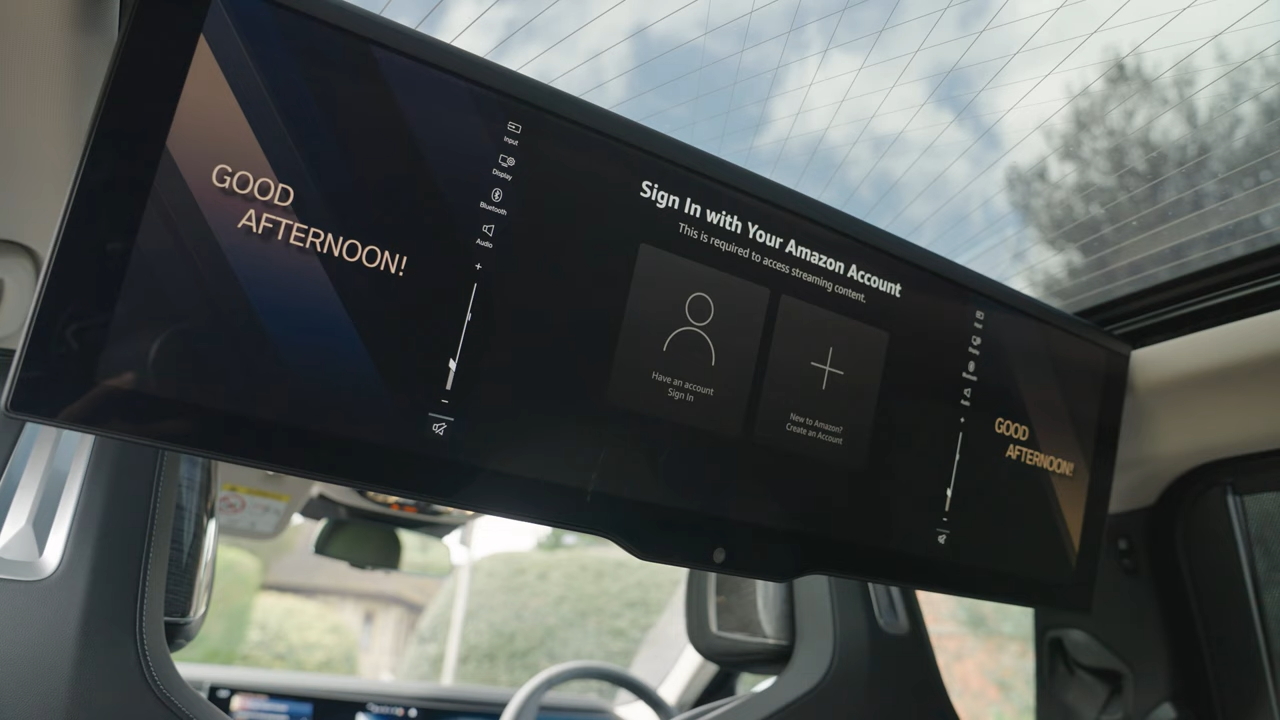 GOOD
AFTERNOON!
Input
Display
Bluetooth
Audio
+
-
Sign In with Your Amazon Account
This is required to access streaming content.
Have an account
Sign In
New to Amazon?
Create an Account
+
-
GOOD
AFTERNOON!